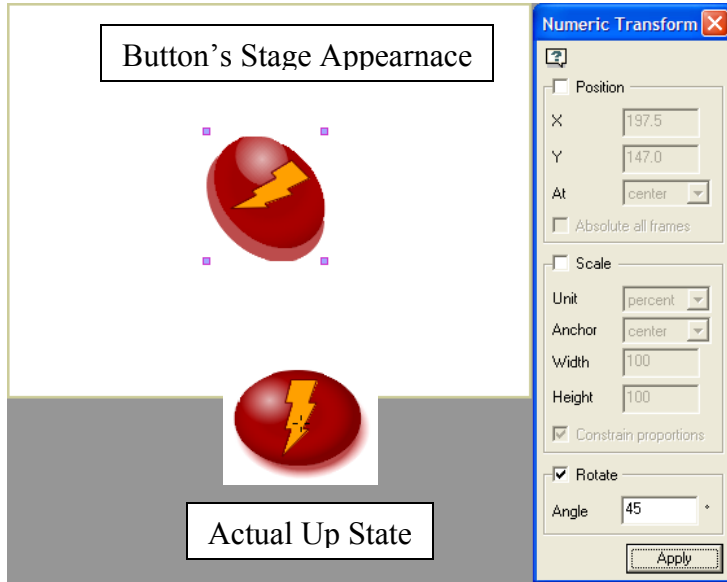 Button’s Stage Appearnace
Actual Up State
Numeric Transform
Position
X 197.5
Y 147.0
At center
Absolute all frames
Scale
Unit percent
Anchor center
Width 100
Height 100
Constrain proportions
Rotate
Angle 45 °
Apply